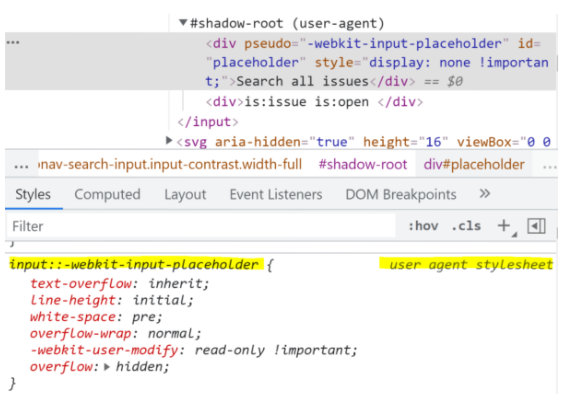 ▼#shadow-root (user-agent)
... <div pseudo="-webkit-input-placeholder" id=
"placeholder" style="display: none !importan
t;">Search all issues</div> == $0
<div>is:issue is:open </div>
</input>
▶<svg aria-hidden="true" height="16" viewBox="0 0
... ›nav-search-input.input-contrast.width-full #shadow-root div#placeholder ...
Styles Computed Layout Event Listeners DOM Breakpoints »
Filter :hov .cls +
}
input::-webkit-input-placeholder { user agent stylesheet
text-overflow: inherit;
line-height: initial;
white-space: pre;
overflow-wrap: normal;
-webkit-user-modify: read-only !important;
overflow:▶ hidden;
}